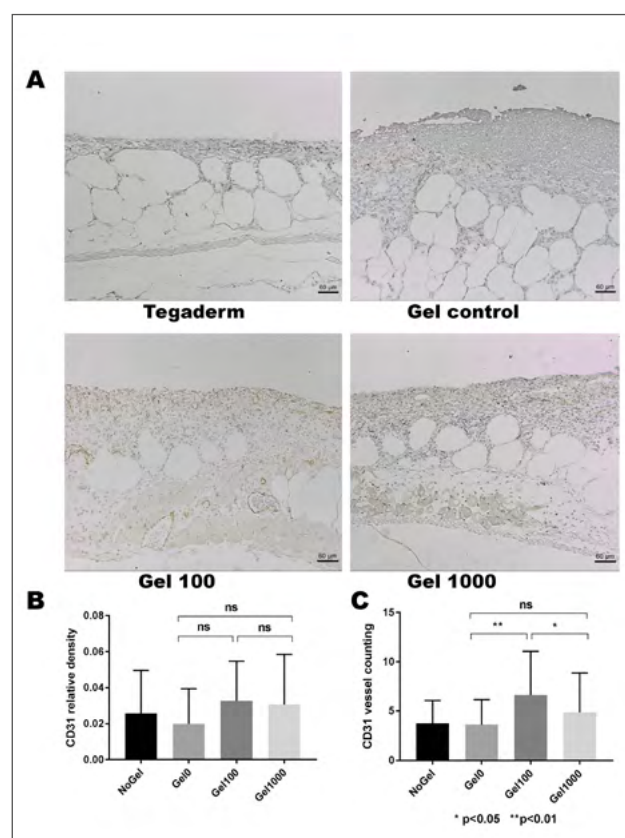 A
60 µm
60 µm
Tegaderm Gel control
60 µm
60 µm
Gel 100 Gel 1000
B
CD31 relative density
0.08
0.06
0.04
0.02
0.00
ns
ns ns
NoGel Gel0 Gel100 Gel1000
C
CD31 vessel counting
15
10
5
0
ns
** *
NoGel Gel0 Gel100 Gel1000
* p<0.05 **p<0.01